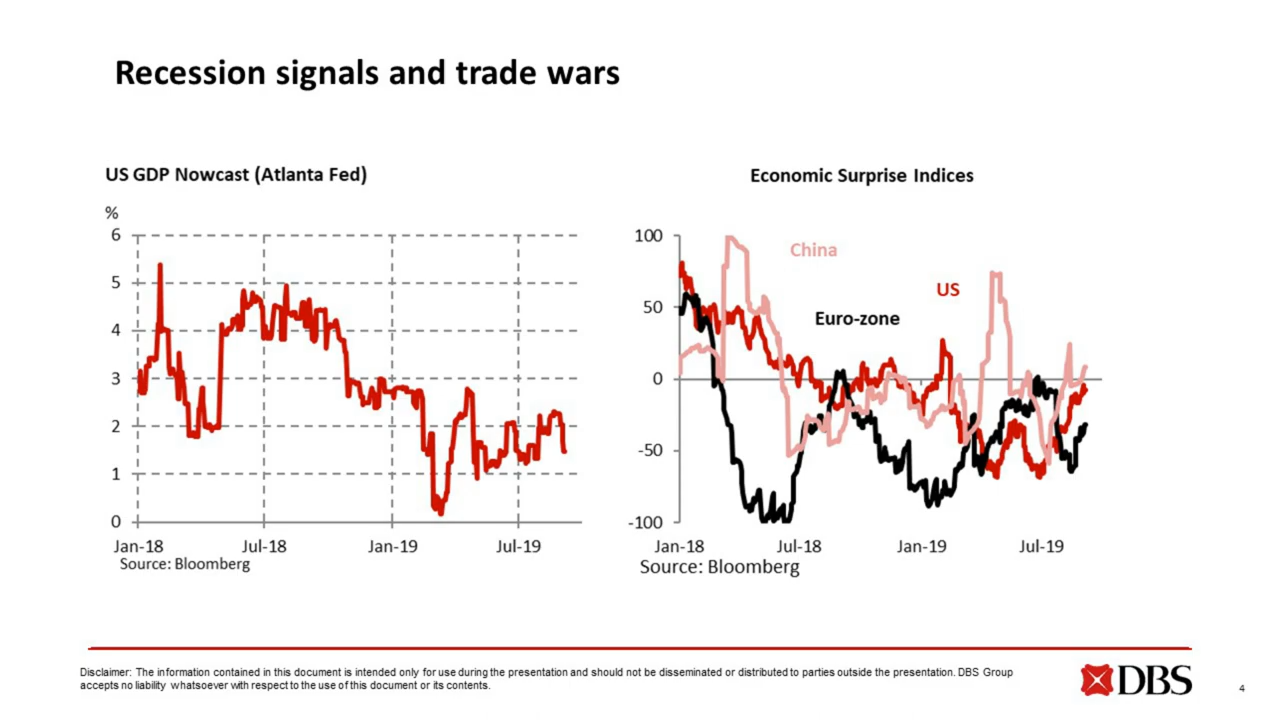 Recession signals and trade wars
US GDP Nowcast (Atlanta Fed)
%
6
5
4
3
2
1
0
Jan-18 Jul-18 Jan-19 Jul-19
Source: Bloomberg
Economic Surprise Indices
100
50
0
-50
-100
China
US
Euro-zone
Jan-18 Jul-18 Jan-19 Jul-19
Source: Bloomberg
Disclaimer: The information contained in this document is intended only for use during the presentation and should not be disseminated or distributed to parties outside the presentation. DBS Group
accepts no liability whatsoever with respect to the use of this document or its contents.
DBS
4